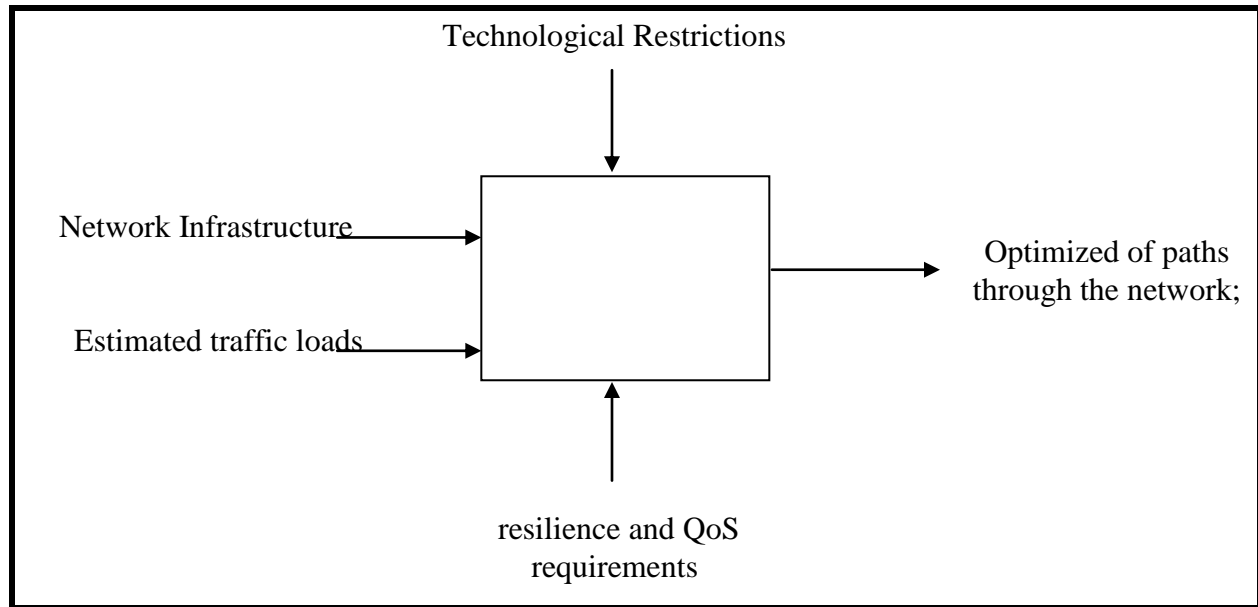 Technological Restrictions
Network Infrastructure
Optimized of paths
through the network;
Estimated traffic loads
resilience and QoS
requirements